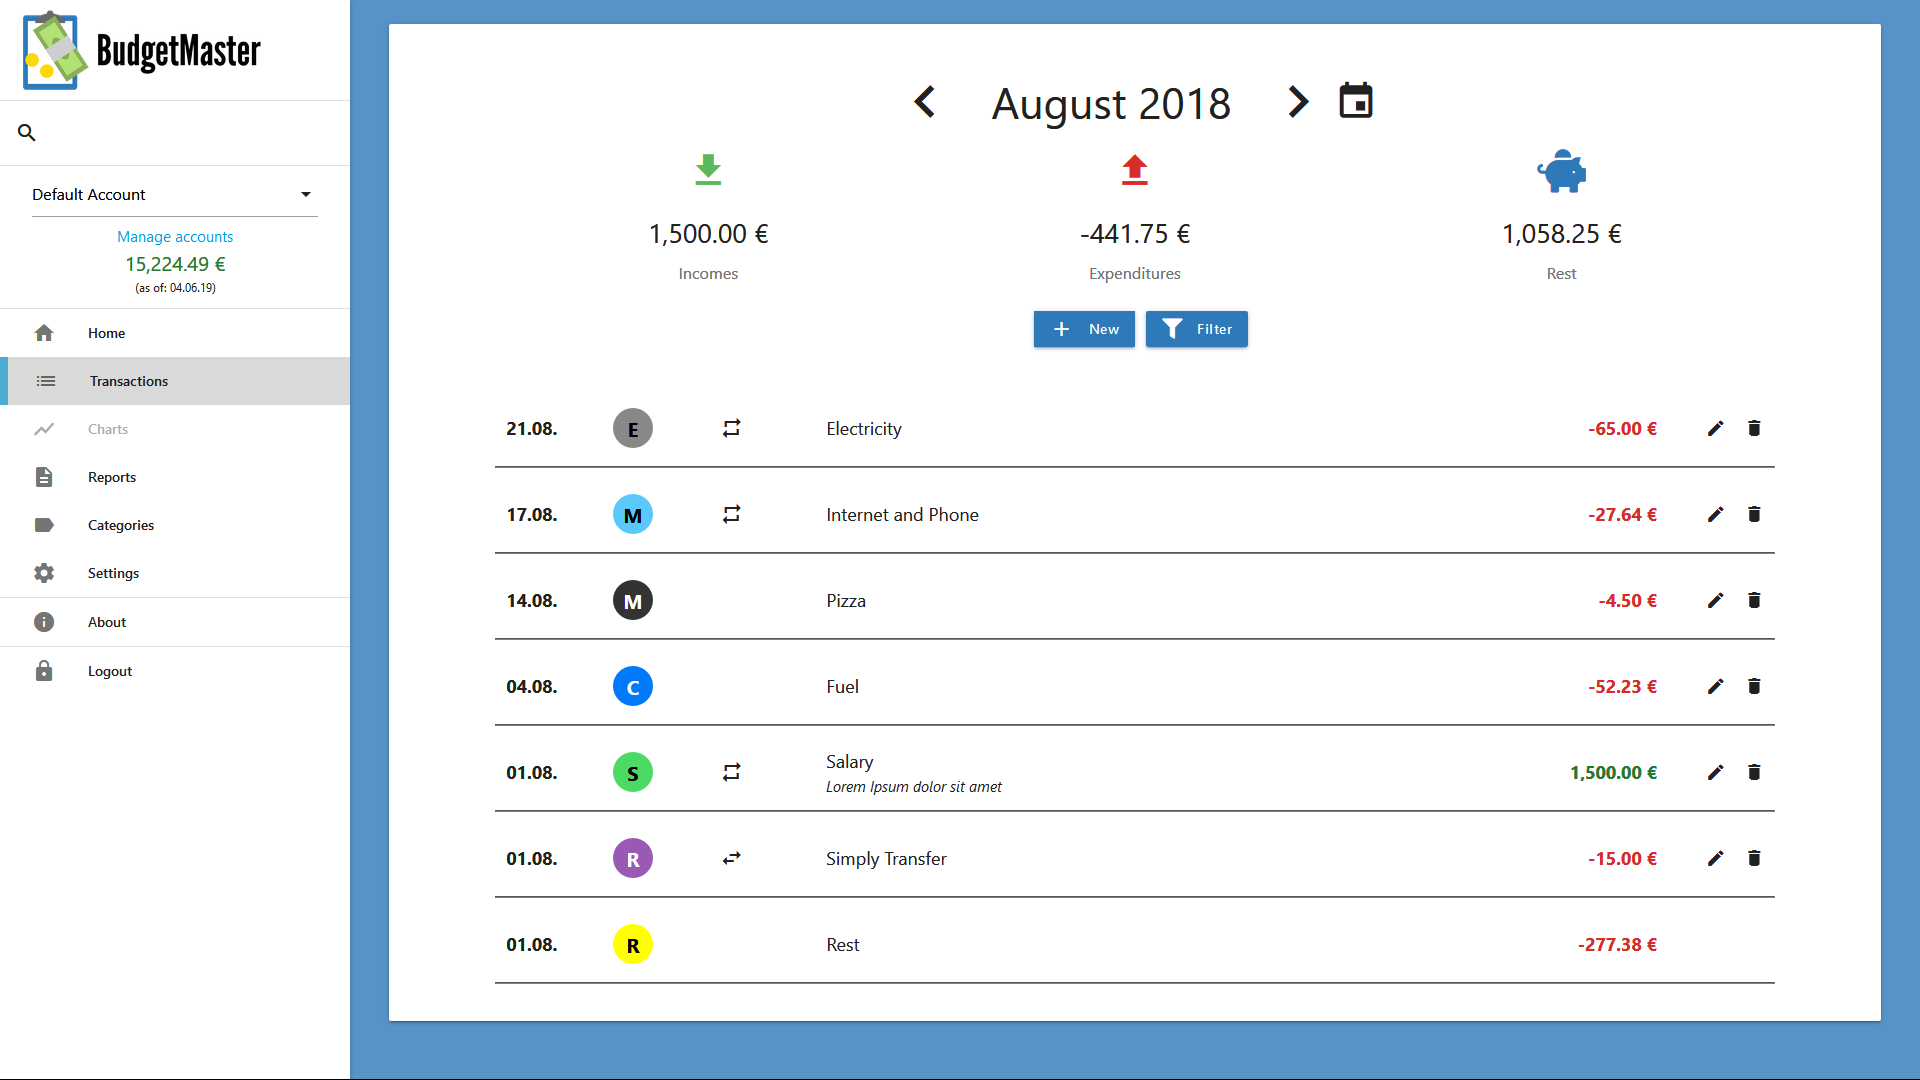 BudgetMaster
Default Account
Manage accounts
15,224.49 €
(as of: 04.06.19)
Home
Transactions
Charts
Reports
Categories
Settings
About
Logout
August 2018
1,500.00 € -441.75 € 1,058.25 €
Incomes Expenditures Rest
New Filter
21.08. E Electricity -65.00 €
17.08. M Internet and Phone -27.64 €
14.08. M Pizza -4.50 €
04.08. C Fuel -52.23 €
01.08. S Salary 1,500.00 €
Lorem Ipsum dolor sit amet
01.08. R Simply Transfer -15.00 €
01.08. R Rest -277.38 €